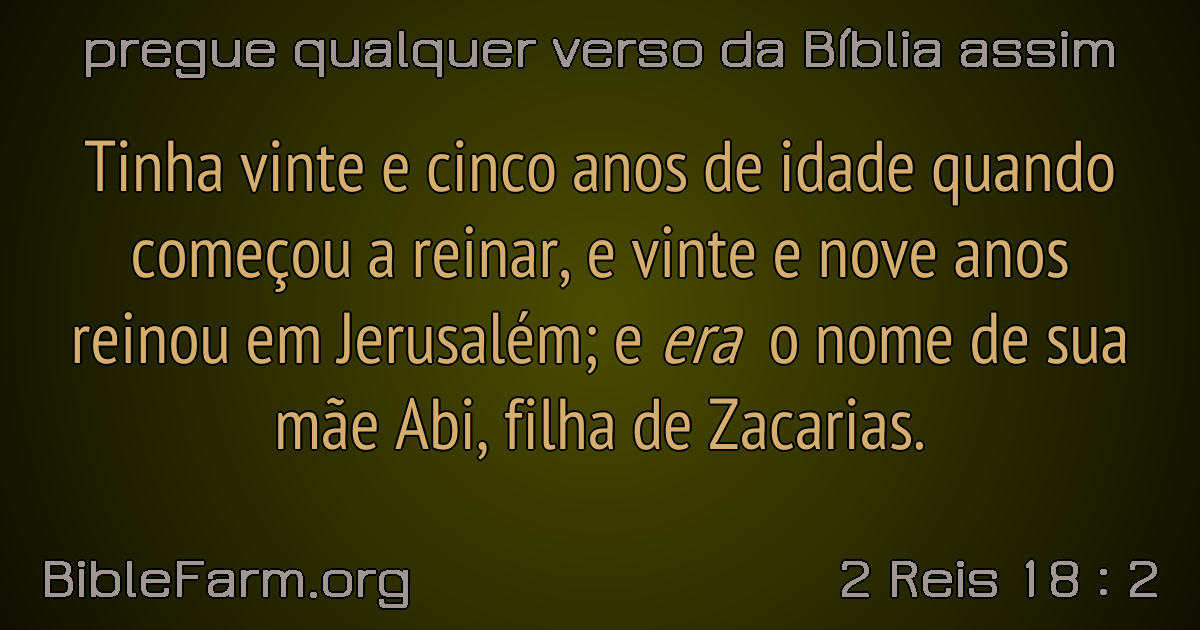 pregue qualquer verso da Bíblia assim
Tinha vinte e cinco anos de idade quando
começou a reinar, e vinte e nove anos
reinou em Jerusalém; e era o nome de sua
mãe Abi, filha de Zacarias.
BibleFarm.org
2 Reis 18 : 2